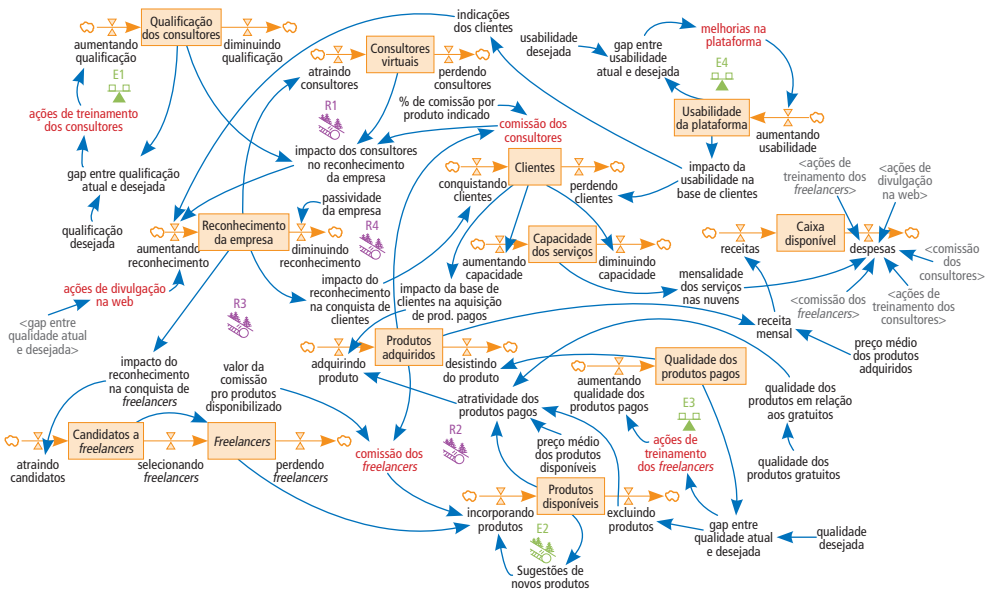 Qualificação
dos consultores
aumentando
qualificação
diminuindo
qualificação
E1
ações de treinamento
dos consultores
gap entre qualificação
atual e desejada
qualificação
desejada
Consultores
virtuais
atraindo
consultores
perdendo
consultores
R1
indicações
dos clientes
% de comissão por
produto indicado
comissão dos
consultores
impacto dos consultores
no reconhecimento
da empresa
usabilidade
desejada
gap entre
usabilidade
atual e desejada
melhorias na
plataforma
E4
Usabilidade
da plataforma
aumentando
usabilidade
impacto da
usabilidade na
base de clientes
Clientes
conquistando
clientes
perdendo
clientes
<ações de
treinamento dos
freelancers>
<ações de
divulgação
na web>
Caixa
disponível
receitas
despesas
<comissão
dos
consultores>
<comissão dos
freelancers>
<ações de
treinamento dos
consultores>
passividade
da empresa
Reconhecimento
da empresa
R4
aumentando
reconhecimento
diminuindo
reconhecimento
Capacidade
dos serviços
aumentando
capacidade
diminuindo
capacidade
mensalidade
dos serviços
nas nuvens
ações de divulgação
na web
<gap entre
qualidade atual
e desejada>
R3
impacto do
reconhecimento
na conquista de
clientes
impacto da base de
clientes na aquisição
de prod. pagos
receita
mensal
preço médio
dos produtos
adquiridos
impacto do
reconhecimento
na conquista de
freelancers
valor da
comissão
pro produtos
disponibilizado
Produtos
adquiridos
adquirindo
produto
desistindo
do produto
Qualidade dos
produtos pagos
aumentando
qualidade dos
produtos pagos
E3
atratividade dos
produtos pagos
qualidade dos
produtos em relação
aos gratuitos
Candidatos a
freelancers
Freelancers
atraindo
candidatos
selecionando
freelancers
perdendo
freelancers
comissão dos
freelancers
R2
preço médio
dos produtos
disponíveis
ações de
treinamento
dos freelancers
qualidade dos
produtos gratuitos
Produtos
disponíveis
incorporando
produtos
excluindo
produtos
E2
Sugestões de
novos produtos
gap entre
qualidade atual
e desejada
qualidade
desejada